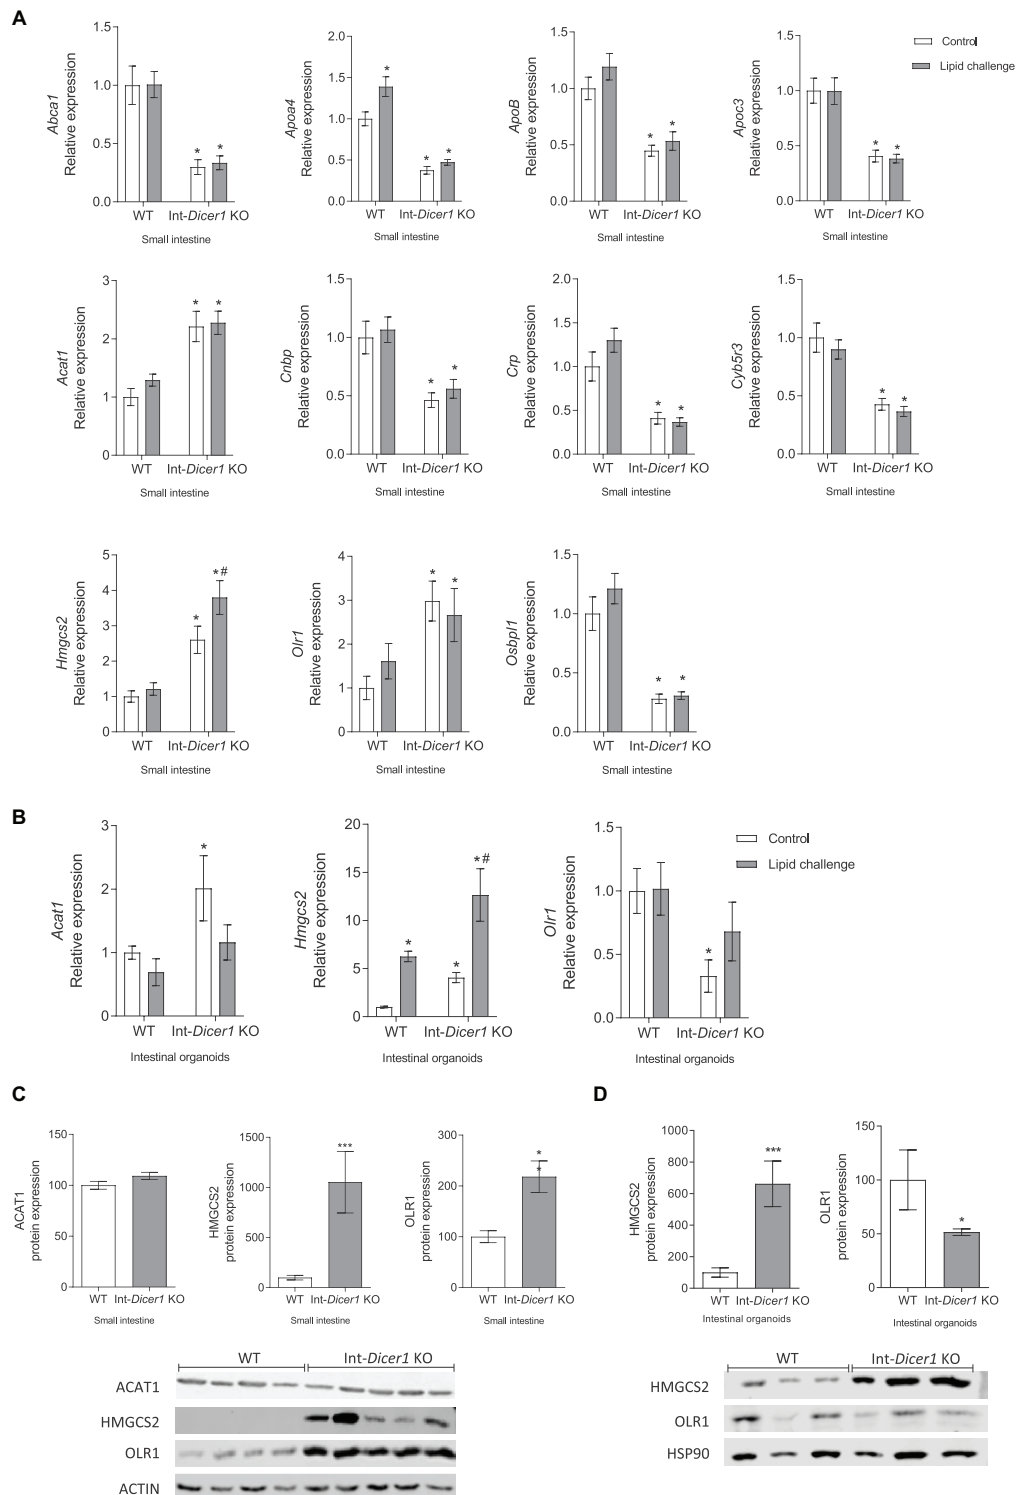 A
Abca1
Relative expression
1.5
1.0
0.5
0.0
* *
WT Int-Dicer1 KO
Small intestine
Apoa4
Relative expression
2.0
1.5
1.0
0.5
0.0
* * *
WT Int-Dicer1 KO
Small intestine
ApoB
Relative expression
1.5
1.0
0.5
0.0
* *
WT Int-Dicer1 KO
Small intestine
Apoc3
Relative expression
1.5
1.0
0.5
0.0
* *
WT Int-Dicer1 KO
Small intestine
Control
Lipid challenge
Acat1
Relative expression
3
2
1
0
* *
WT Int-Dicer1 KO
Small intestine
Cnbp
Relative expression
1.5
1.0
0.5
0.0
* *
WT Int-Dicer1 KO
Small intestine
Crp
Relative expression
2.0
1.5
1.0
0.5
0.0
* *
WT Int-Dicer1 KO
Small intestine
Cyb5r3
Relative expression
1.5
1.0
0.5
0.0
* *
WT Int-Dicer1 KO
Small intestine
Hmgcs2
Relative expression
5
4
3
2
1
0
* *#
WT Int-Dicer1 KO
Small intestine
Olr1
Relative expression
4
3
2
1
0
* *
WT Int-Dicer1 KO
Small intestine
Osbpl1
Relative expression
1.5
1.0
0.5
0.0
* *
WT Int-Dicer1 KO
Small intestine
B
Acat1
Relative expression
3
2
1
0
*
WT Int-Dicer1 KO
Intestinal organoids
Hmgcs2
Relative expression
20
15
10
5
0
* * *#
WT Int-Dicer1 KO
Intestinal organoids
Olr1
Relative expression
1.5
1.0
0.5
0.0
*
WT Int-Dicer1 KO
Intestinal organoids
Control
Lipid challenge
C
ACAT1
protein expression
150
100
50
0
WT Int-Dicer1 KO
Small intestine
HMGCS2
protein expression
1500
1000
500
0
***
WT Int-Dicer1 KO
Small intestine
OLR1
protein expression
300
200
100
0
*
*
WT Int-Dicer1 KO
Small intestine
WT Int-Dicer1 KO
ACAT1
HMGCS2
OLR1
ACTIN
D
HMGCS2
protein expression
1000
800
600
400
200
0
***
WT Int-Dicer1 KO
Intestinal organoids
OLR1
protein expression
150
100
50
0
*
WT Int-Dicer1 KO
Intestinal organoids
WT Int-Dicer1 KO
HMGCS2
OLR1
HSP90